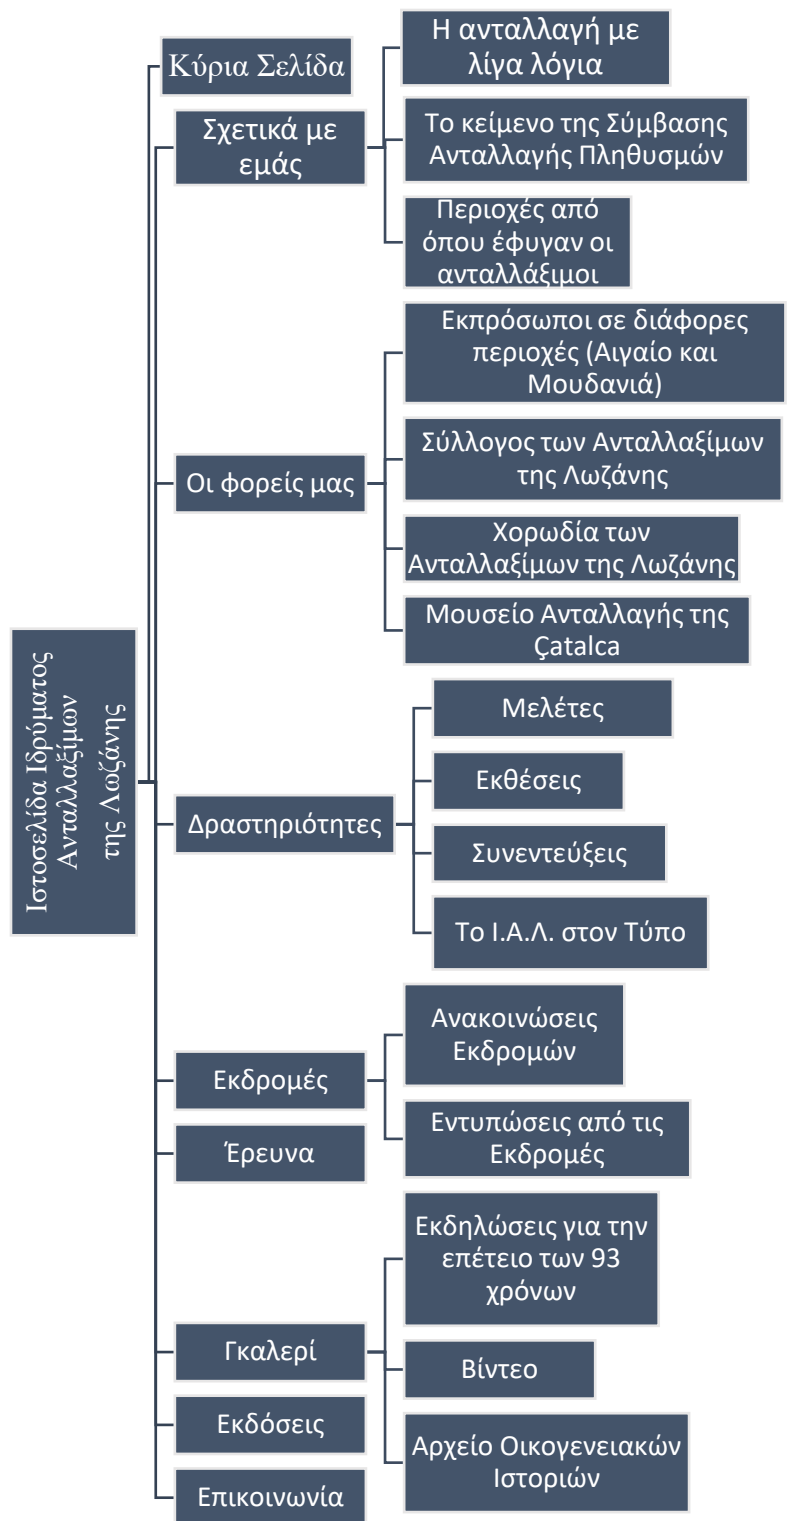 Ιστοσελίδα Ιδρύματος
Ανταλλαξίμων
της Λωζάνης
Κύρια Σελίδα
Σχετικά με
εμάς
Η ανταλλαγή με
λίγα λόγια
Το κείμενο της Σύμβασης
Ανταλλαγής Πληθυσμών
Περιοχές από
όπου έφυγαν οι
ανταλλάξιμοι
Οι φορείς μας
Εκπρόσωποι σε διάφορες
περιοχές (Αιγαίο και
Μουδανιά)
Σύλλογος των Ανταλλαξίμων
της Λωζάνης
Χορωδία των
Ανταλλαξίμων της Λωζάνης
Μουσείο Ανταλλαγής της
Çatalca
Δραστηριότητες
Μελέτες
Εκθέσεις
Συνεντεύξεις
Το Ι.Α.Λ. στον Τύπο
Εκδρομές
Ανακοινώσεις
Εκδρομών
Εντυπώσεις από τις
Εκδρομές
Έρευνα
Γκαλερί
Εκδηλώσεις για την
επέτειο των 93
χρόνων
Βίντεο
Αρχείο Οικογενειακών
Ιστοριών
Εκδόσεις
Επικοινωνία